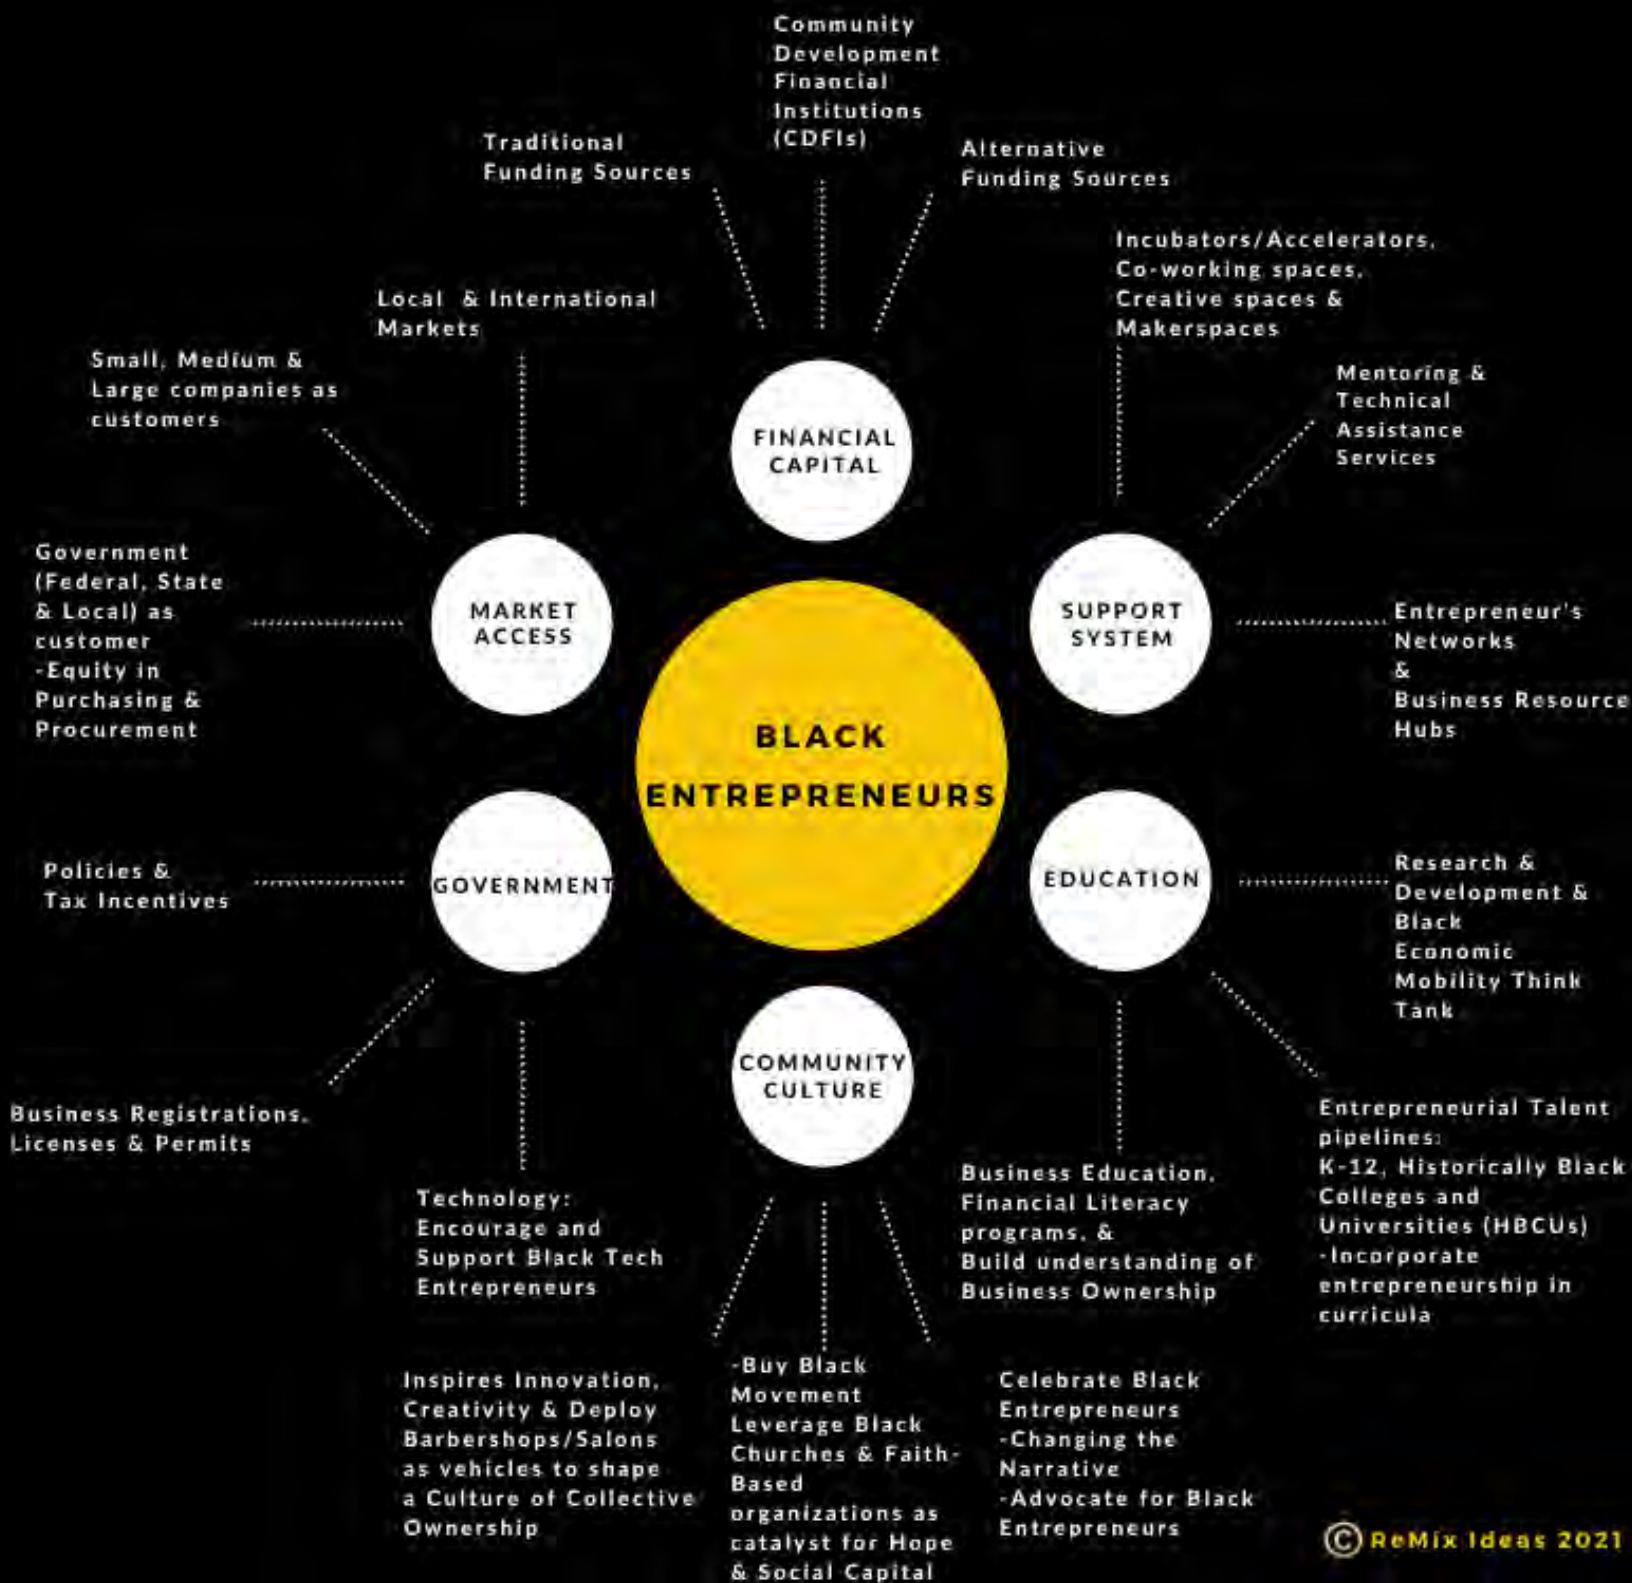 Community
Development
Financial
Institutions
(CDFIs)
Traditional
Funding Sources
Alternative
Funding Sources
Incubators/Accelerators,
Co-working spaces,
Creative spaces &
Makerspaces
Local & International
Markets
Small, Medium &
Large companies as
customers
Mentoring &
Technical
Assistance
Services
FINANCIAL
CAPITAL
Government
(Federal, State
& Local) as
customer
-Equity in
Purchasing &
Procurement
MARKET
ACCESS
SUPPORT
SYSTEM
Entrepreneur's
Networks
&
Business Resource
Hubs
BLACK
ENTREPRENEURS
Policies &
Tax Incentives
GOVERNMENT
EDUCATION
Research &
Development &
Black
Economic
Mobility Think
Tank
COMMUNITY
CULTURE
Business Registrations,
Licenses & Permits
Technology:
Encourage and
Support Black Tech
Entrepreneurs
Business Education,
Financial Literacy
programs, &
Build understanding of
Business Ownership
Entrepreneurial Talent
pipelines:
K-12, Historically Black
Colleges and
Universities (HBCUs)
-Incorporate
entrepreneurship in
curricula
Inspires Innovation,
Creativity & Deploy
Barbershops/Salons
as vehicles to shape
a Culture of Collective
Ownership
-Buy Black
Movement
Leverage Black
Churches & Faith-
Based
organizations as
catalyst for Hope
& Social Capital
Celebrate Black
Entrepreneurs
-Changing the
Narrative
-Advocate for Black
Entrepreneurs
© ReMix Ideas 2021